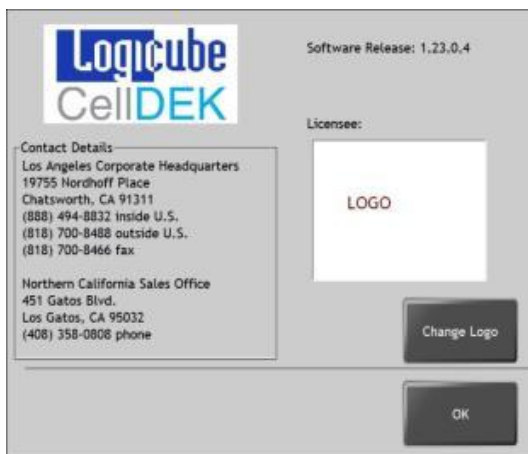 Logicube
CellDEK
Software Release: 1.23.0.4
Licensee:
LOGO
Contact Details
Los Angeles Corporate Headquarters
19755 Nordhoff Place
Chatsworth, CA 91311
(888) 494-8832 inside U.S.
(818) 700-8488 outside U.S.
(818) 700-8466 fax
Northern California Sales Office
451 Gatos Blvd.
Los Gatos, CA 95032
(408) 358-0808 phone
Change Logo
OK